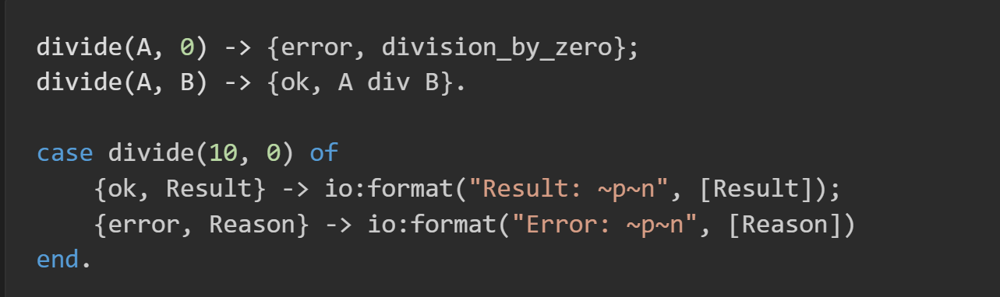 divide(A, 0) -> {error, division_by_zero};
divide(A, B) -> {ok, A div B}.
case divide(10, 0) of
    {ok, Result} -> io:format("Result: ~p~n", [Result]);
    {error, Reason} -> io:format("Error: ~p~n", [Reason])
end.